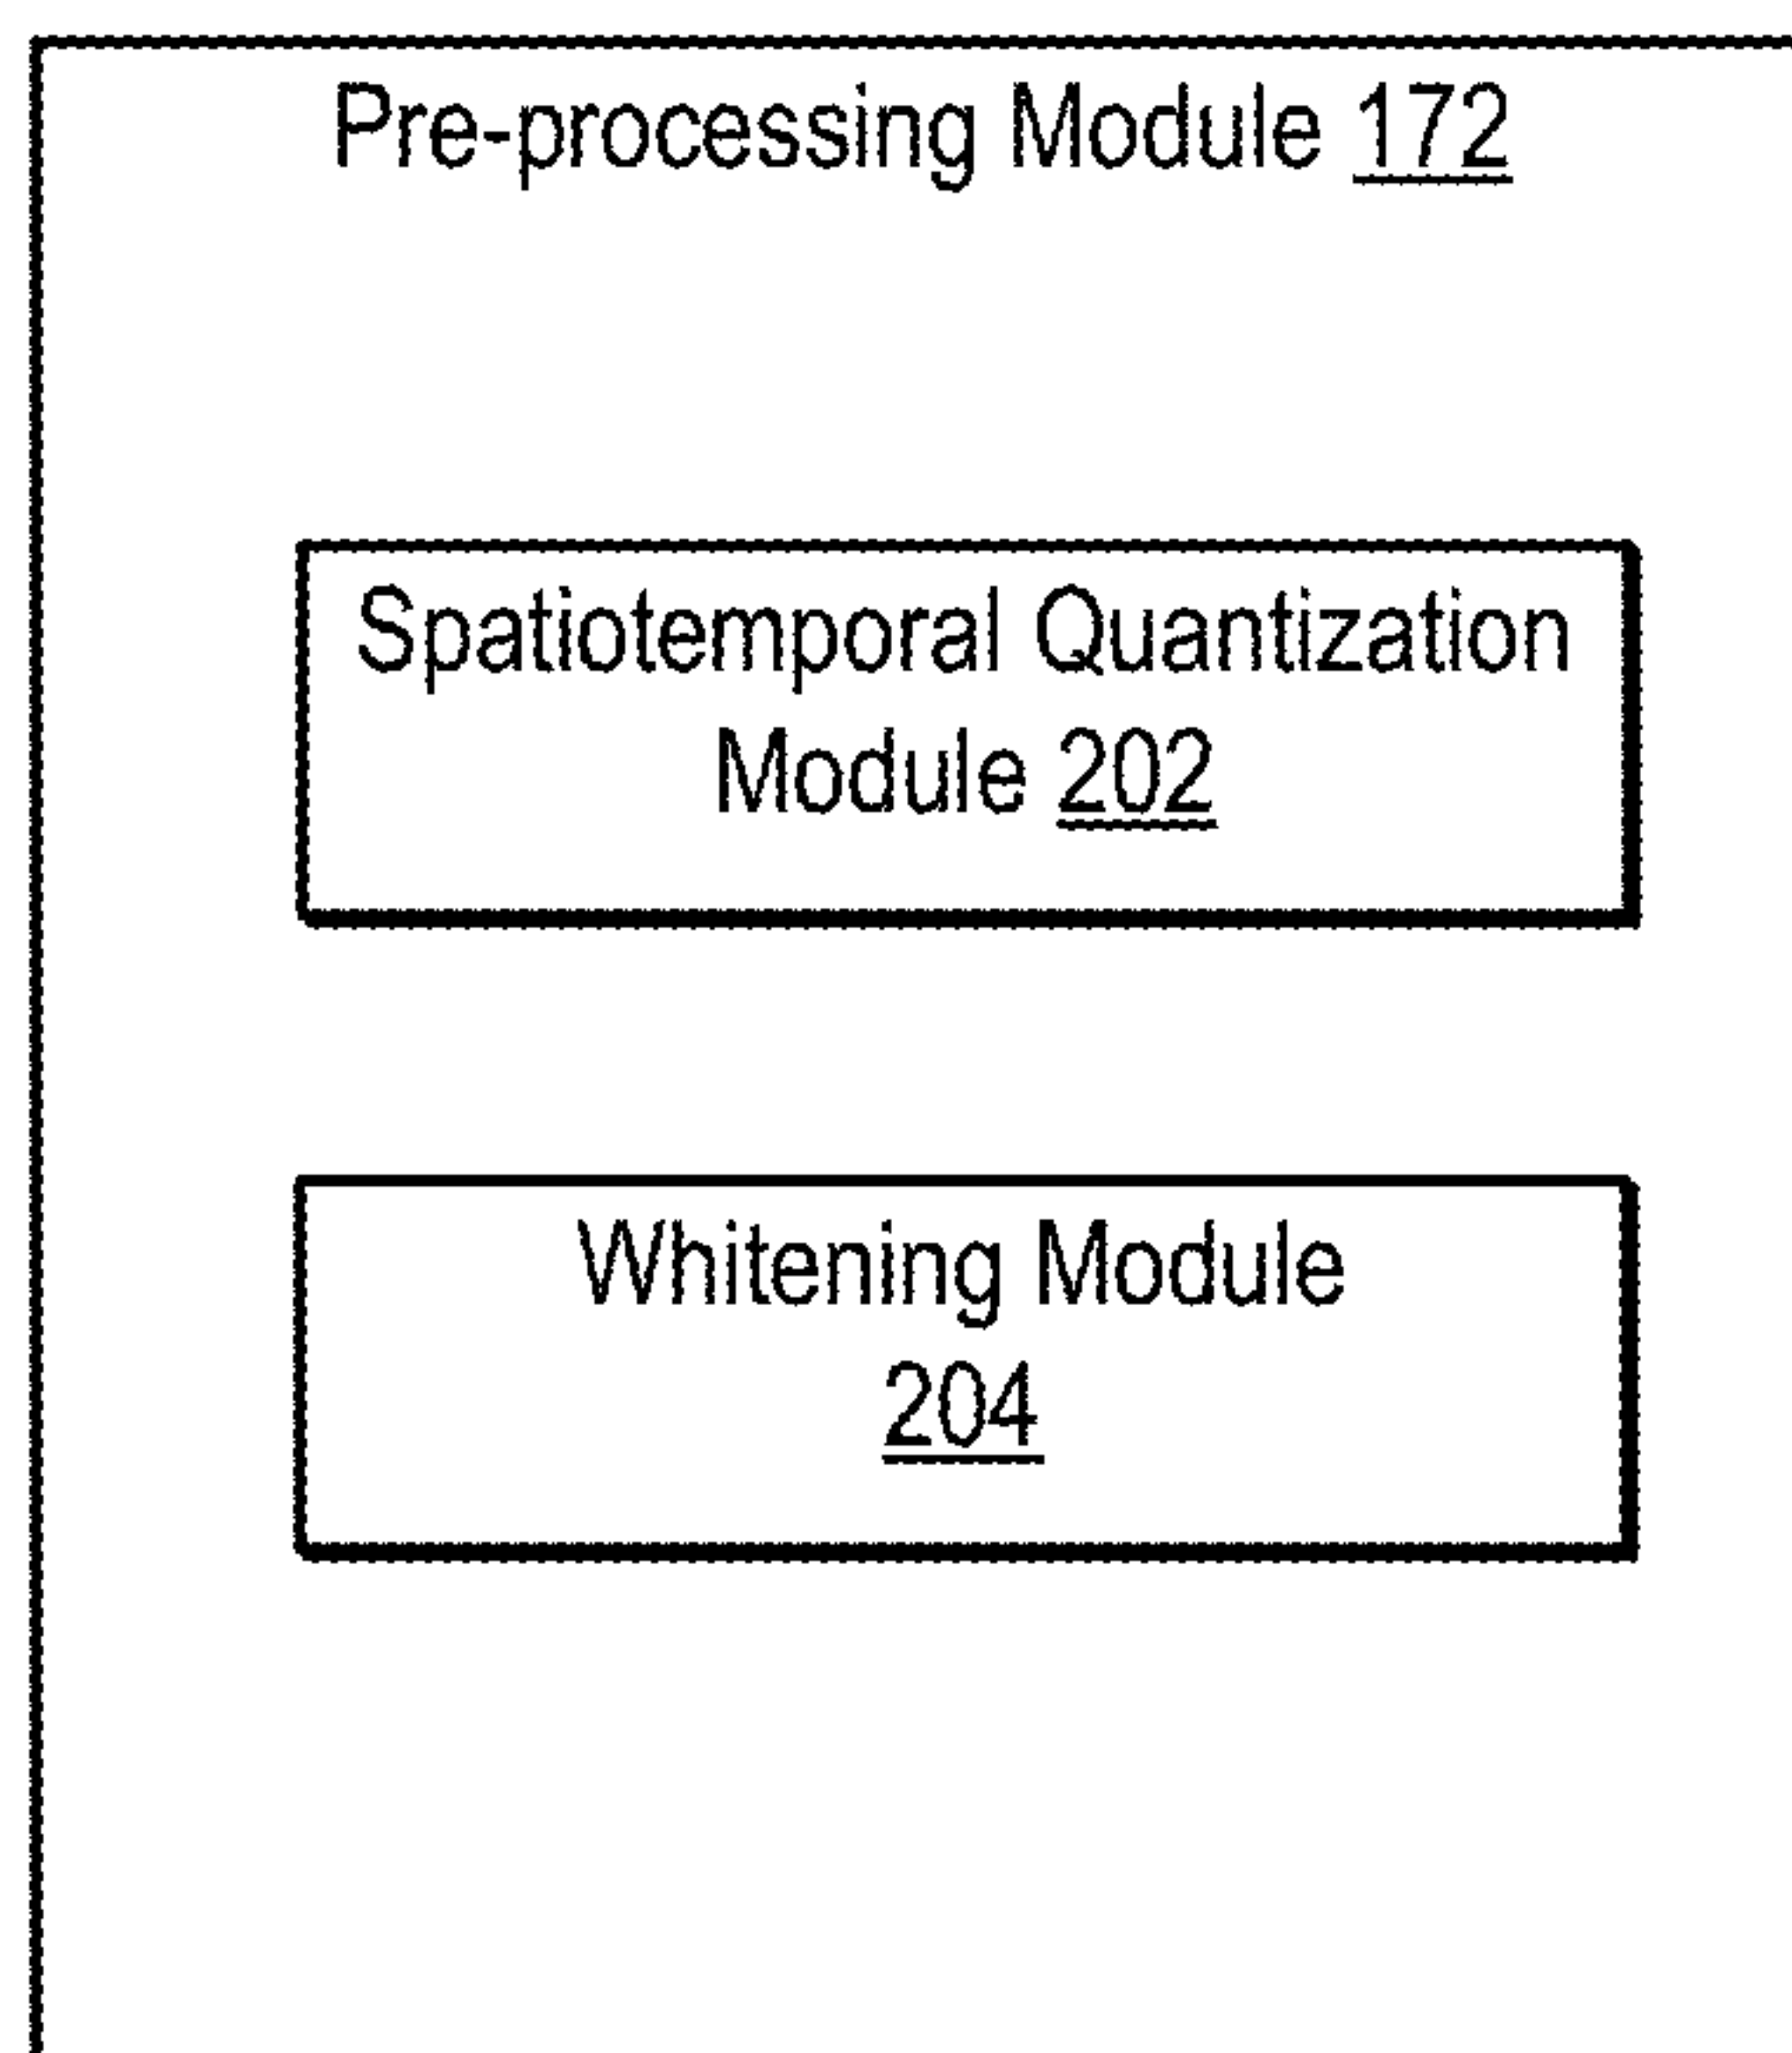 Pre-processing Module 172
Spatiotemporal Quantization
Module 202
Whitening Module
204